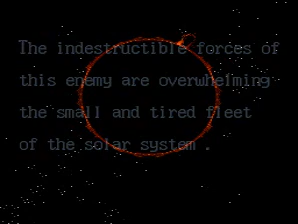 The indestructible forces of
this enemy are overwhelming
the small and tired fleet
of the solar system .